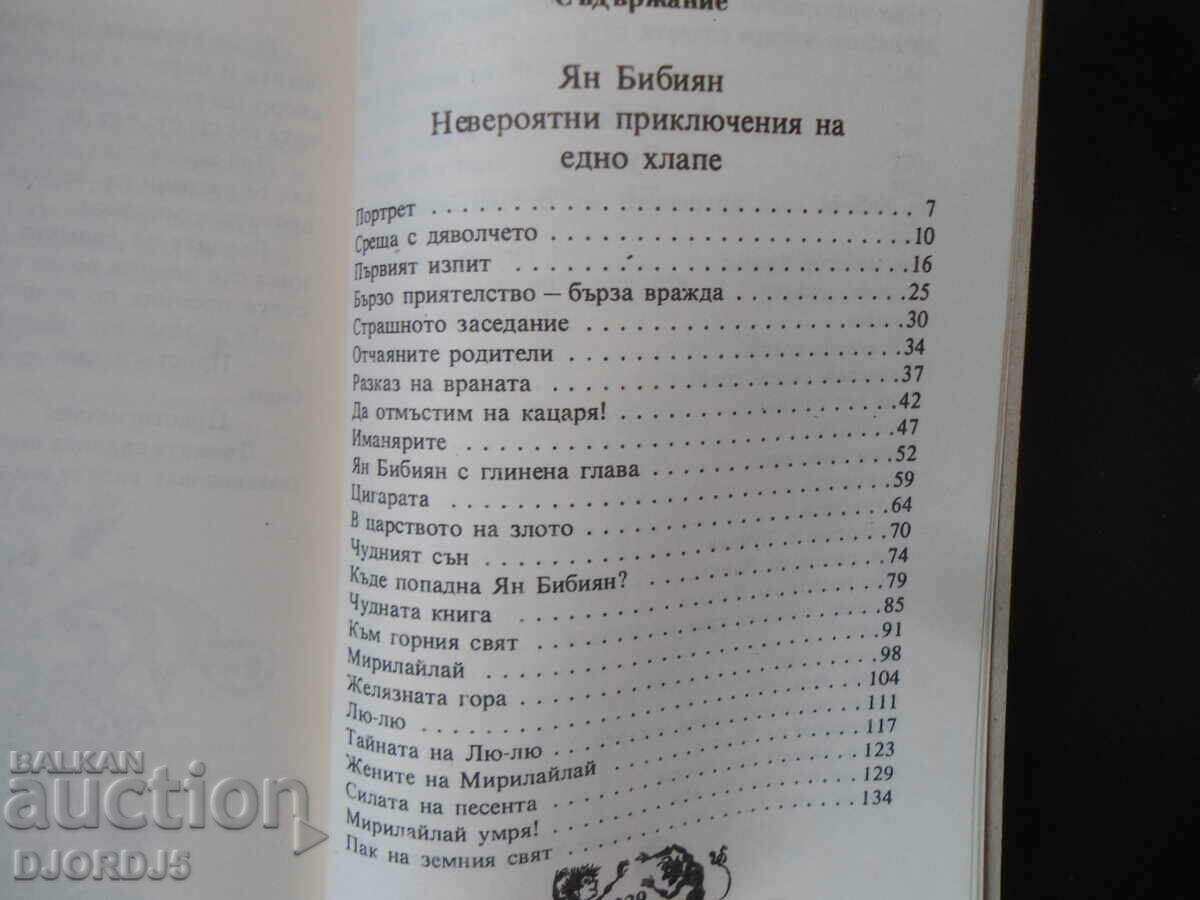 Съдържание
Ян Бибиян
Невероятни приключения на
едно хлапе
Портрет . . . . . . . . . . . . . . . . 7
Среща с дяволчето . . . . . . . . . . . . . . . . 10
Първият изпит . . . . . . . . . . . . . . . . 16
Бързо приятелство — бърза вражда . . . . . . . . . . 25
Страшното заседание . . . . . . . . . . . . . . . . 30
Отчаяните родители . . . . . . . . . . . . . . . . 34
Разказ на враната . . . . . . . . . . . . . . . . 37
Да отмъстим на кацаря! . . . . . . . . . . . . . . 42
Иманярите . . . . . . . . . . . . . . . . 47
Ян Бибиян с глинена глава . . . . . . . . . . . . . 52
Цигарата . . . . . . . . . . . . . . . . 59
В царството на злото . . . . . . . . . . . . . . . . 64
Чудният сън . . . . . . . . . . . . . . . . 70
Къде попадна Ян Бибиян? . . . . . . . . . . . . . 74
Чудната книга . . . . . . . . . . . . . . . . 79
Към горния свят . . . . . . . . . . . . . . . . 85
Мирилайлай . . . . . . . . . . . . . . . . 91
Желязната гора . . . . . . . . . . . . . . . . 98
Лю-лю . . . . . . . . . . . . . . . . 104
Тайната на Лю-лю . . . . . . . . . . . . . . . . 111
Жените на Мирилайлай . . . . . . . . . . . . . . 117
Силата на песента . . . . . . . . . . . . . . . . 123
Мирилайлай умря! . . . . . . . . . . . . . . . . 129
Пак на земния свят . . . . . . . . . . . . . . . . 134
BALKAN
auction
DJORDJ5